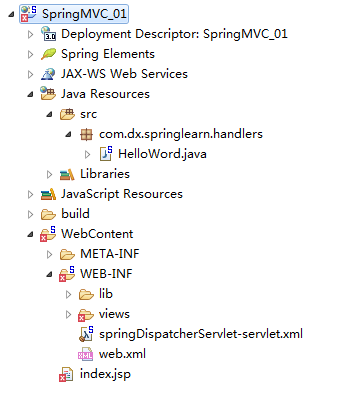 SpringMVC_01
Deployment Descriptor: SpringMVC_01
Spring Elements
JAX-WS Web Services
Java Resources
src
com.dx.springlearn.handlers
HelloWord.java
Libraries
JavaScript Resources
build
WebContent
META-INF
WEB-INF
lib
views
springDispatcherServlet-servlet.xml
web.xml
index.jsp